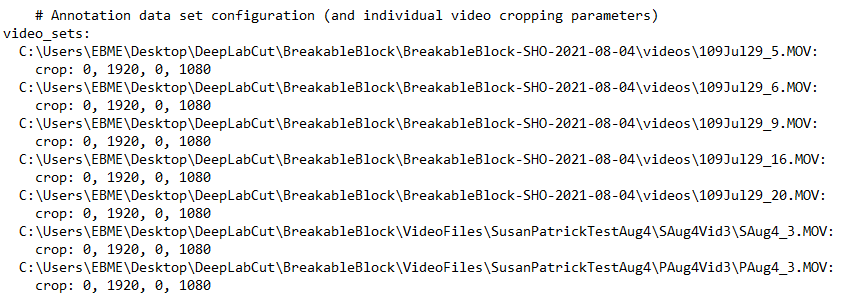 # Annotation data set configuration (and individual video cropping parameters)
video_sets:
C:\Users\EBME\Desktop\DeepLabCut\BreakableBlock\BreakableBlock-SHO-2021-08-04\videos\109Jul29_5.MOV:
crop: 0, 1920, 0, 1080
C:\Users\EBME\Desktop\DeepLabCut\BreakableBlock\BreakableBlock-SHO-2021-08-04\videos\109Jul29_6.MOV:
crop: 0, 1920, 0, 1080
C:\Users\EBME\Desktop\DeepLabCut\BreakableBlock\BreakableBlock-SHO-2021-08-04\videos\109Jul29_9.MOV:
crop: 0, 1920, 0, 1080
C:\Users\EBME\Desktop\DeepLabCut\BreakableBlock\BreakableBlock-SHO-2021-08-04\videos\109Jul29_16.MOV:
crop: 0, 1920, 0, 1080
C:\Users\EBME\Desktop\DeepLabCut\BreakableBlock\BreakableBlock-SHO-2021-08-04\videos\109Jul29_20.MOV:
crop: 0, 1920, 0, 1080
C:\Users\EBME\Desktop\DeepLabCut\BreakableBlock\VideoFiles\SusanPatrickTestAug4\SAug4Vid3\SAug4_3.MOV:
crop: 0, 1920, 0, 1080
C:\Users\EBME\Desktop\DeepLabCut\BreakableBlock\VideoFiles\SusanPatrickTestAug4\PAug4Vid3\PAug4_3.MOV:
crop: 0, 1920, 0, 1080